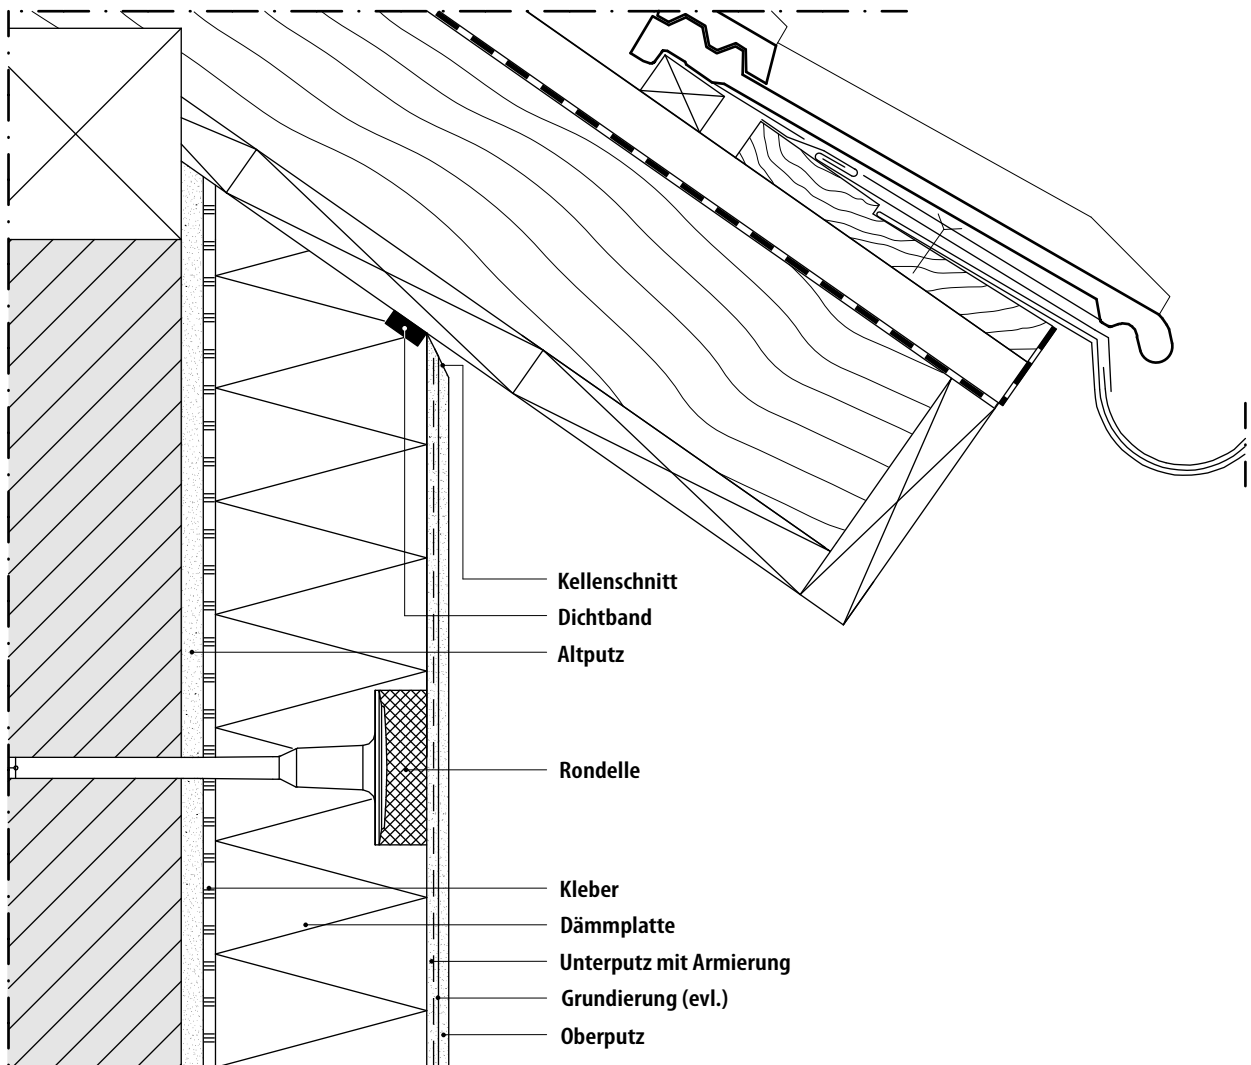 Kellenschnitt
Dichtband
Altputz
Rondelle
Kleber
Dämmplatte
Unterputz mit Armierung
Grundierung (evl.)
Oberputz